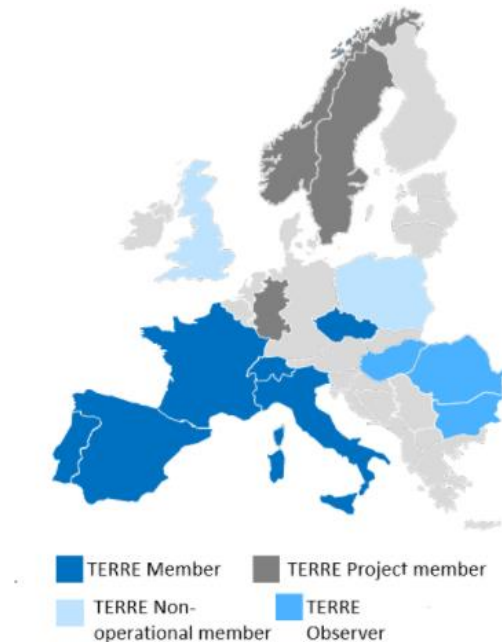 TERRE Member
TERRE Project member
TERRE Non-
operational member
TERRE
Observer